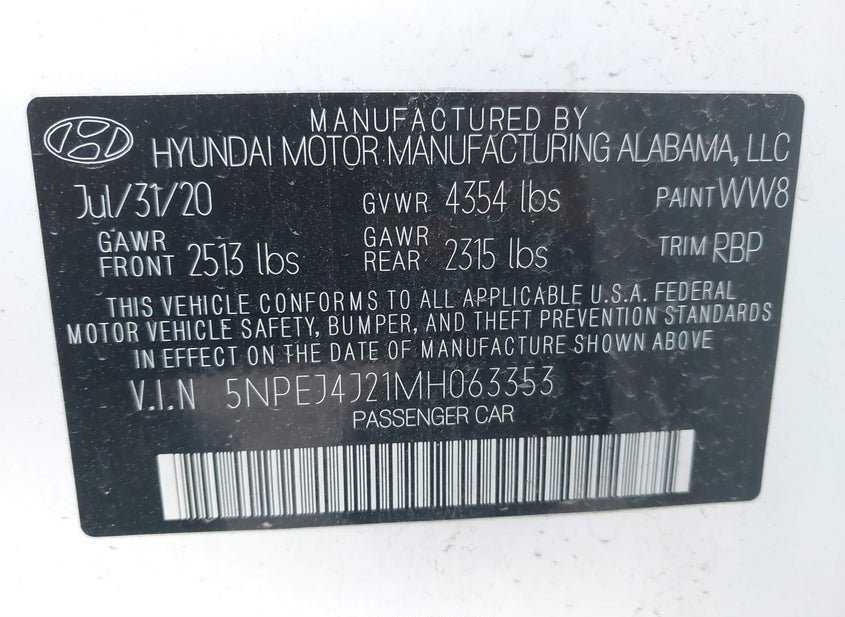 MANUFACTURED BY
HYUNDAI MOTOR MANUFACTURING ALABAMA, LLC
Jul/31/20 GVWR 4354 lbs PAINT WW8
GAWR FRONT 2513 lbs GAWR REAR 2315 lbs TRIM RBP
THIS VEHICLE CONFORMS TO ALL APPLICABLE U.S.A. FEDERAL
MOTOR VEHICLE SAFETY, BUMPER, AND THEFT PREVENTION STANDARDS
IN EFFECT ON THE DATE OF MANUFACTURE SHOWN ABOVE
V.I.N 5NPEJ4J21MH063353
PASSENGER CAR